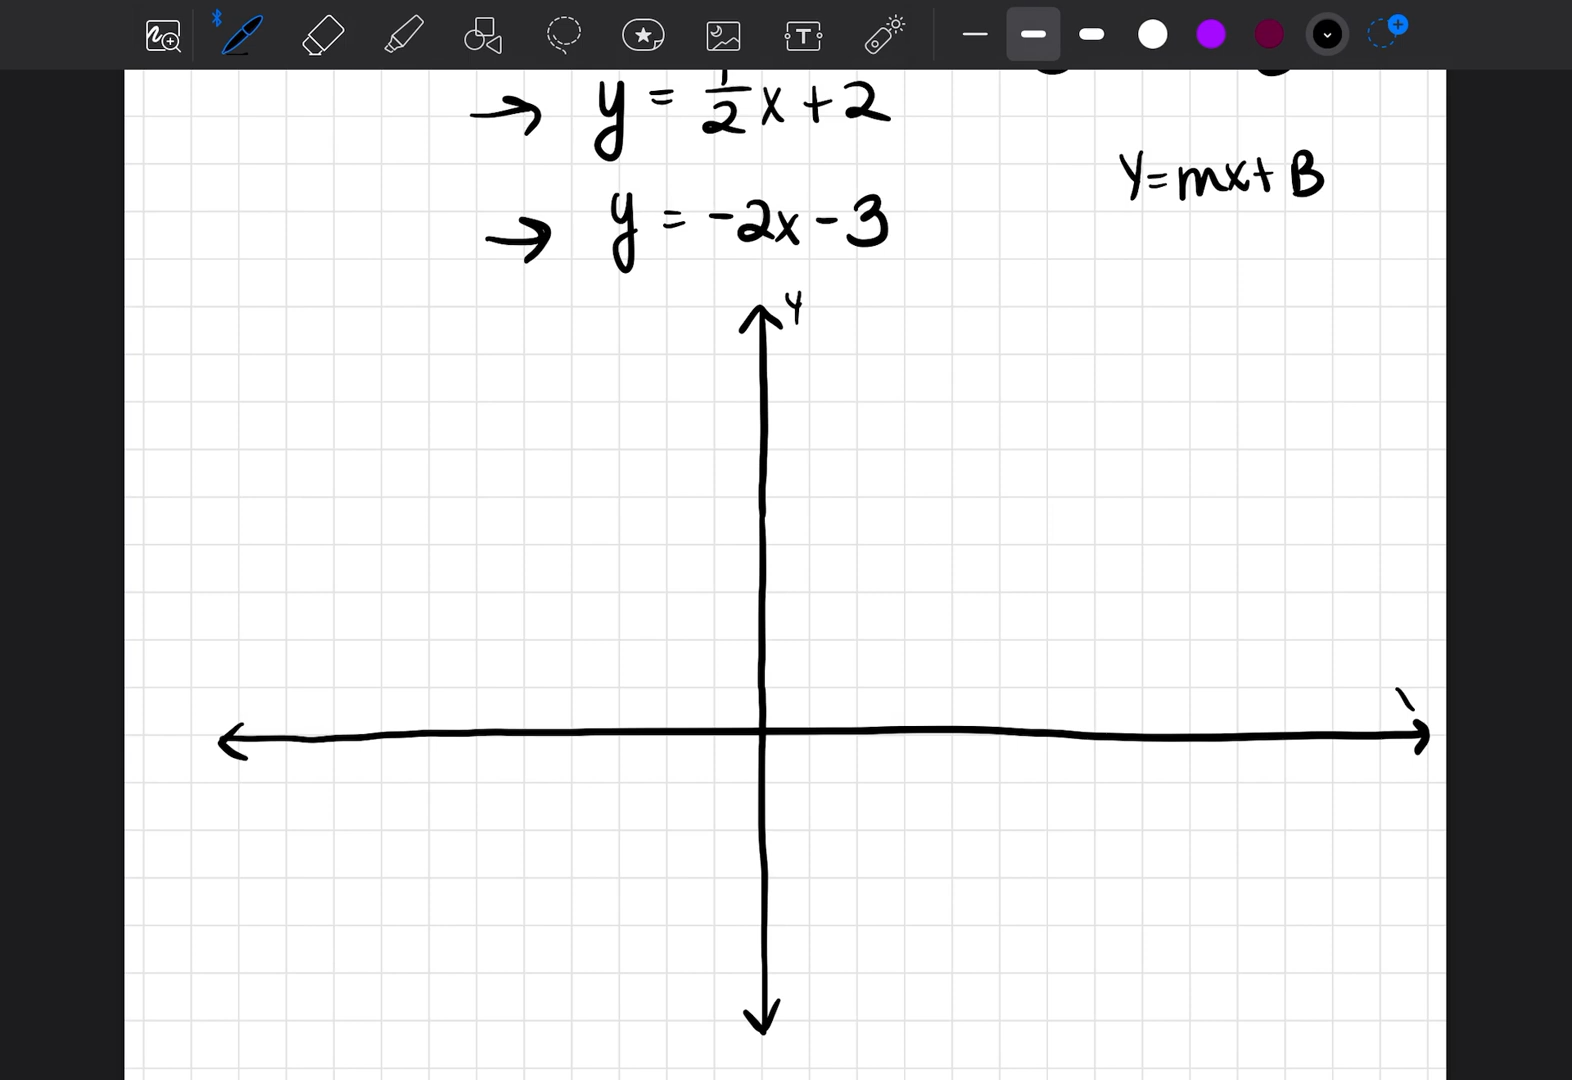 → y = 1/2 x + 2
Y = mx + B
→ y = -2x - 3
y